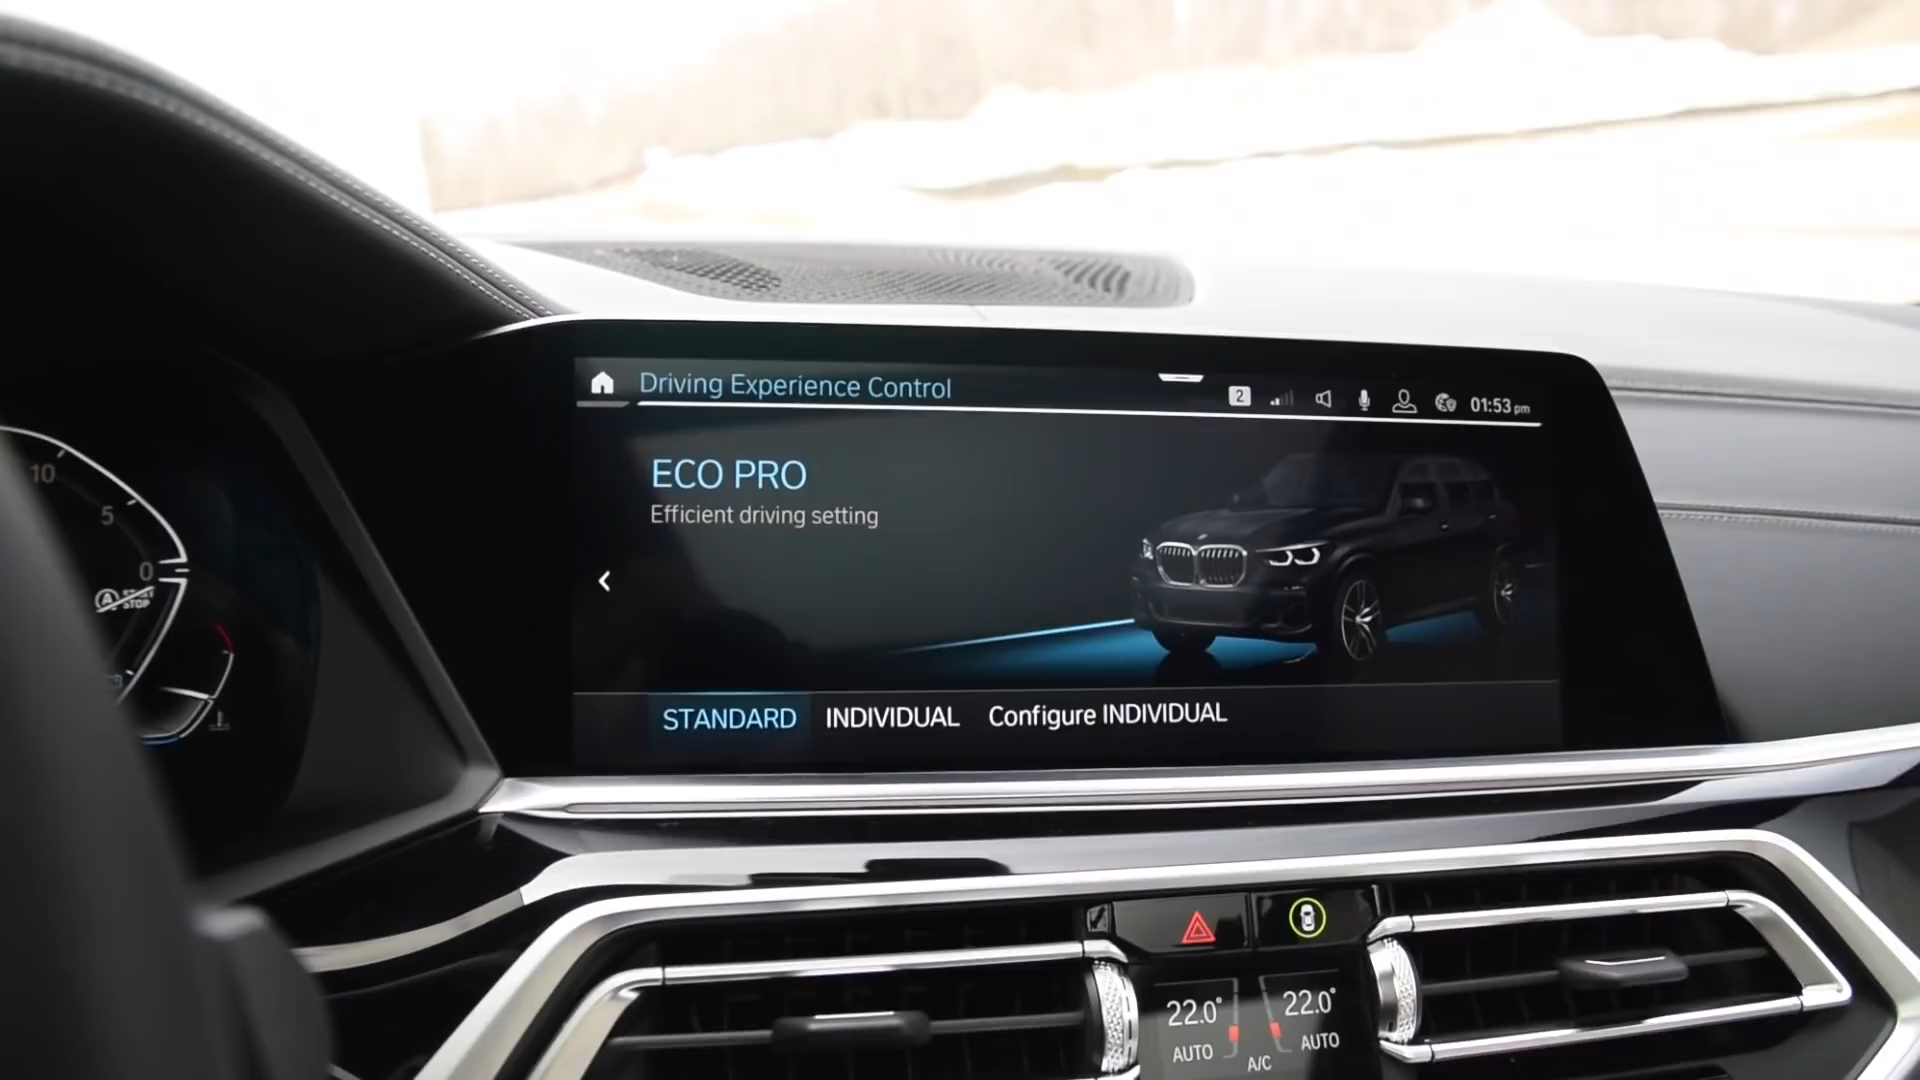 Driving Experience Control
2 01:53 pm
ECO PRO
Efficient driving setting
STANDARD INDIVIDUAL Configure INDIVIDUAL
10
5
0
A STOP
22.0° 22.0°
AUTO A/C AUTO